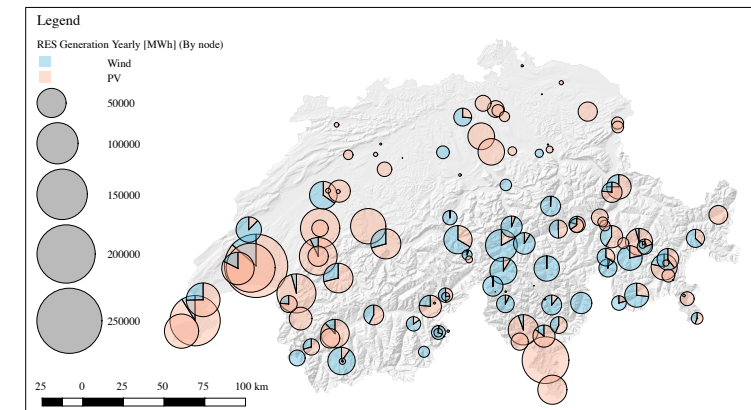 Legend
RES Generation Yearly [MWh] (By node)
Wind
PV
50000
100000
150000
200000
250000
25 0 25 50 75 100 km